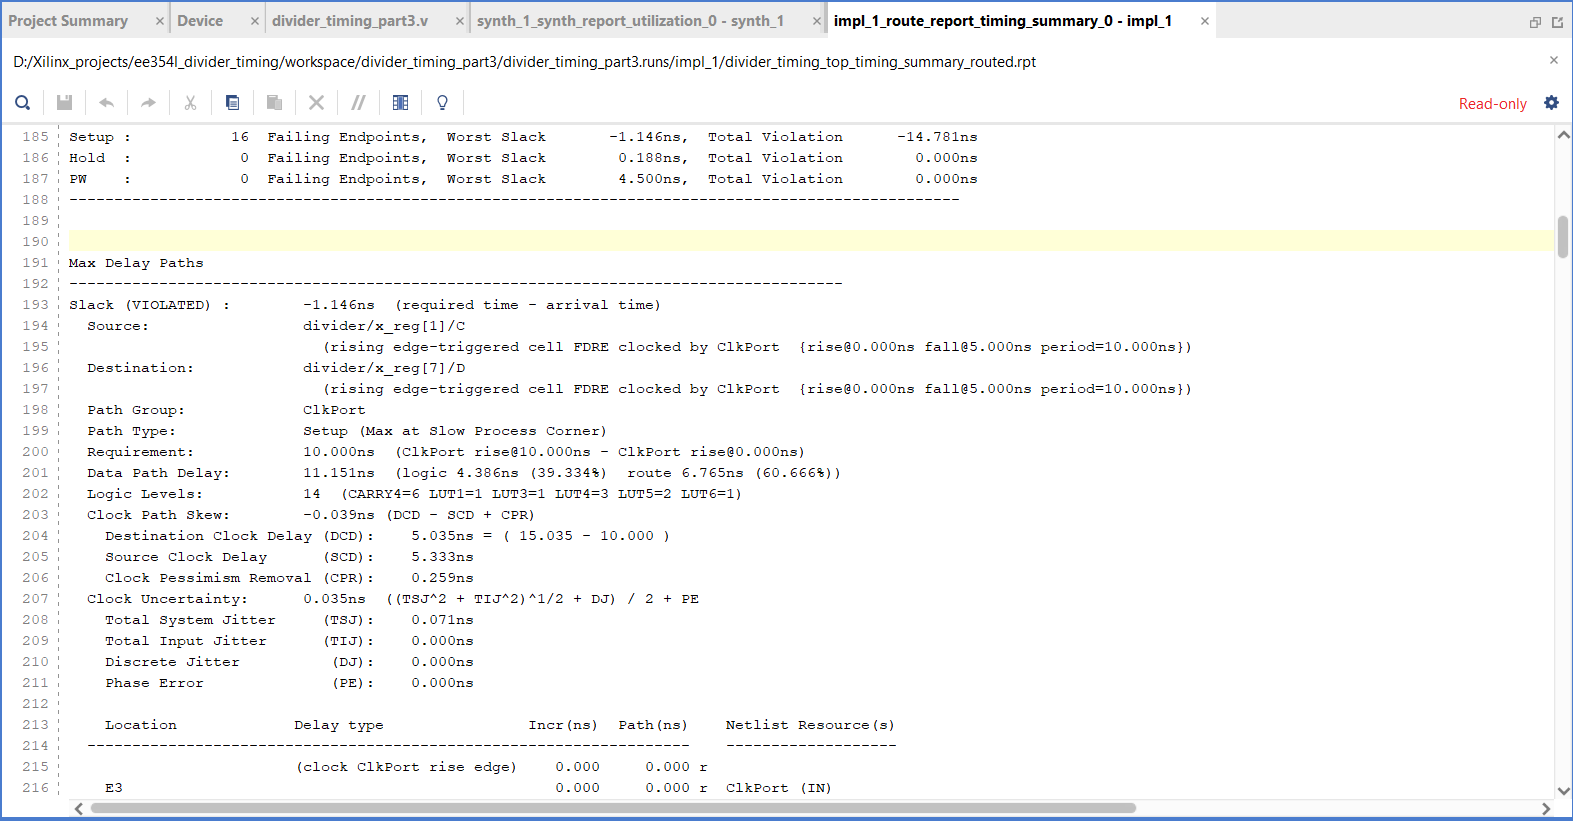 Project Summary × Device × divider_timing_part3.v × synth_1_synth_report_utilization_0 - synth_1 × impl_1_route_report_timing_summary_0 - impl_1 ×
D:/Xilinx_projects/ee354l_divider_timing/workspace/divider_timing_part3/divider_timing_part3.runs/impl_1/divider_timing_top_timing_summary_routed.rpt
Read-only
185 Setup : 16 Failing Endpoints, Worst Slack -1.146ns, Total Violation -14.781ns
186 Hold : 0 Failing Endpoints, Worst Slack 0.188ns, Total Violation 0.000ns
187 PW : 0 Failing Endpoints, Worst Slack 4.500ns, Total Violation 0.000ns
188 ---------------------------------------------------------------------------------------------------
189
190
191 Max Delay Paths
192 --------------------------------------------------------------------------------------
193 Slack (VIOLATED) : -1.146ns (required time - arrival time)
194 Source: divider/x_reg[1]/C
195 (rising edge-triggered cell FDRE clocked by ClkPort {rise@0.000ns fall@5.000ns period=10.000ns})
196 Destination: divider/x_reg[7]/D
197 (rising edge-triggered cell FDRE clocked by ClkPort {rise@0.000ns fall@5.000ns period=10.000ns})
198 Path Group: ClkPort
199 Path Type: Setup (Max at Slow Process Corner)
200 Requirement: 10.000ns (ClkPort rise@10.000ns - ClkPort rise@0.000ns)
201 Data Path Delay: 11.151ns (logic 4.386ns (39.334%) route 6.765ns (60.666%))
202 Logic Levels: 14 (CARRY4=6 LUT1=1 LUT3=1 LUT4=3 LUT5=2 LUT6=1)
203 Clock Path Skew: -0.039ns (DCD - SCD + CPR)
204 Destination Clock Delay (DCD): 5.035ns = ( 15.035 - 10.000 )
205 Source Clock Delay (SCD): 5.333ns
206 Clock Pessimism Removal (CPR): 0.259ns
207 Clock Uncertainty: 0.035ns ((TSJ^2 + TIJ^2)^1/2 + DJ) / 2 + PE
208 Total System Jitter (TSJ): 0.071ns
209 Total Input Jitter (TIJ): 0.000ns
210 Discrete Jitter (DJ): 0.000ns
211 Phase Error (PE): 0.000ns
212
213 Location Delay type Incr(ns) Path(ns) Netlist Resource(s)
214 ------------------------------------------------------------------- -------------------
215 (clock ClkPort rise edge) 0.000 0.000 r
216 E3 0.000 0.000 r ClkPort (IN)